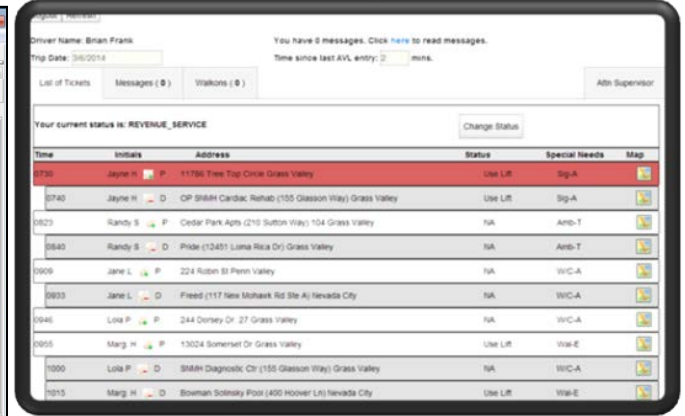 Logout Refresh
Driver Name: Brian Frank You have 0 messages. Click here to read messages.
Trip Date: 3/6/2014 Time since last AVL entry: 2 mins.
List of Tickets Messages ( 0 ) Walkons ( 0 ) Attn Supervisor
Your current status is: REVENUE_SERVICE Change Status
Time Initials Address Status Special Needs Map
0730 Jayne H P 11766 Tree Top Circle Grass Valley Use Lift Sig-A
0740 Jayne H D OP SNMH Cardiac Rehab (155 Glasson Way) Grass Valley Use Lift Sig-A
0823 Randy S P Cedar Park Apts (210 Sutton Way) 104 Grass Valley NA Amb-T
0840 Randy S D Pride (12451 Loma Rica Dr) Grass Valley NA Amb-T
0909 Jane L P 224 Robin St Penn Valley NA W/C-A
0933 Jane L D Freed (117 New Mohawk Rd Ste A) Nevada City NA W/C-A
0946 Lola P P 244 Dorsey Dr. 27 Grass Valley NA W/C-A
0955 Marg. H P 13024 Somerset Dr Grass Valley Use Lift Wal-E
1000 Lola P D SNMH Diagnostic Ctr (155 Glasson Way) Grass Valley NA W/C-A
1015 Marg. H D Bowman Solinsky Pool (400 Hoover Ln) Nevada City Use Lift Wal-E